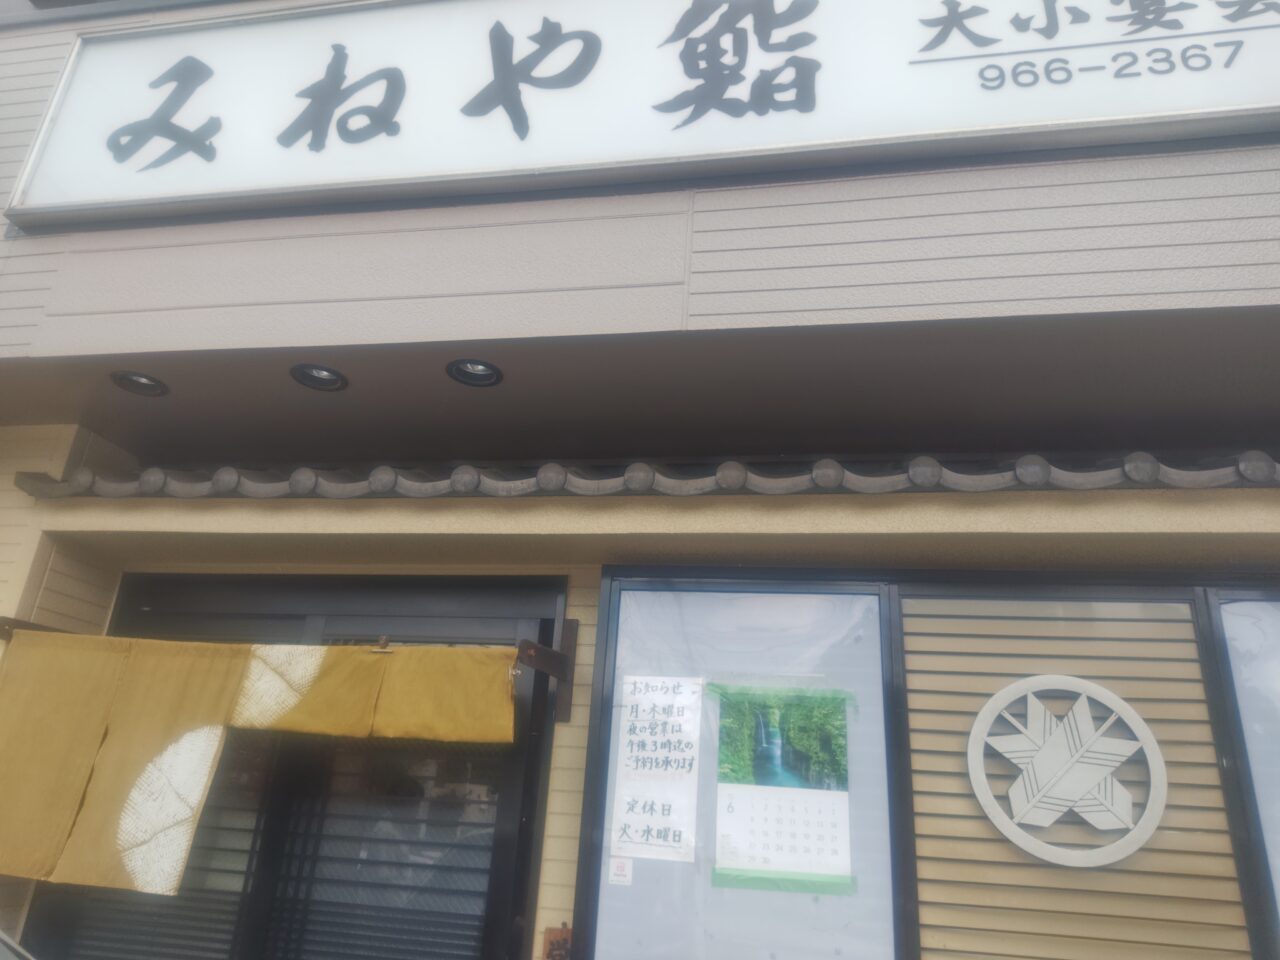 みねや鮨
大小宴会
966-2367
お知らせ
月・木曜日
夜の営業は
午後3時迄の
ご予約を承ります
定休日
火・水曜日
6